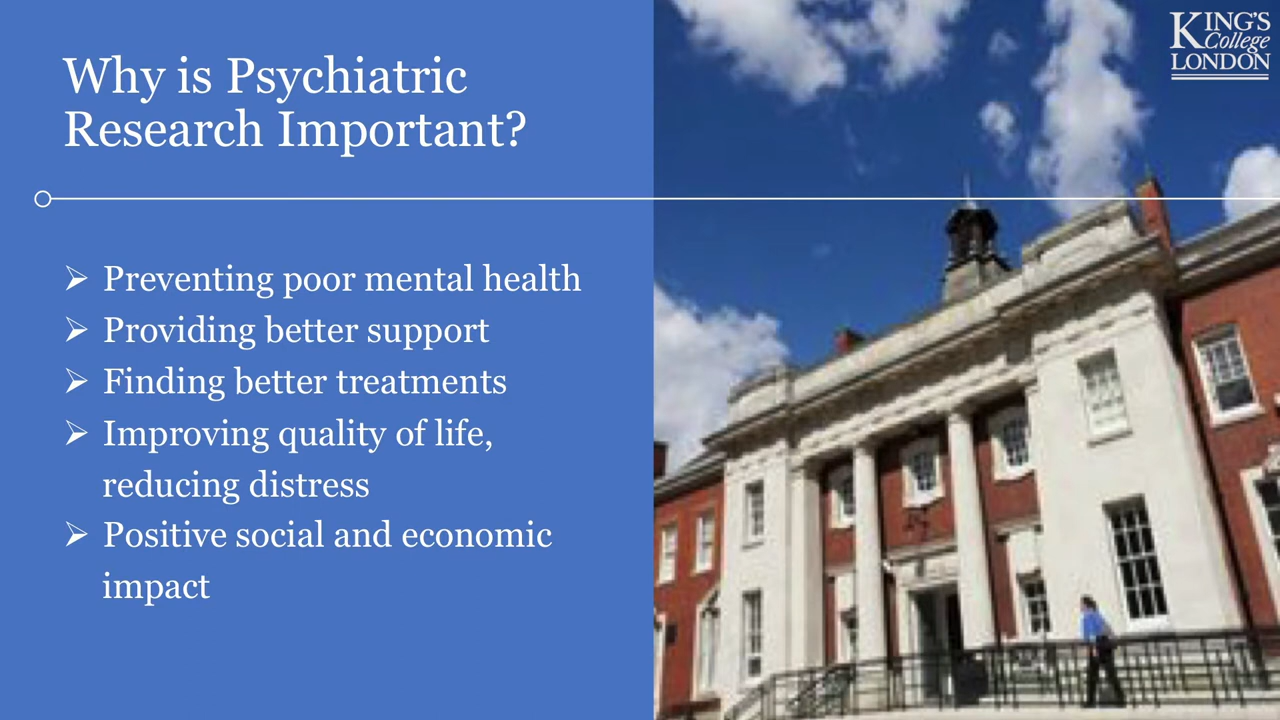 Why is Psychiatric
Research Important?
KING'S
College
LONDON
➢ Preventing poor mental health
➢ Providing better support
➢ Finding better treatments
➢ Improving quality of life,
reducing distress
➢ Positive social and economic
impact